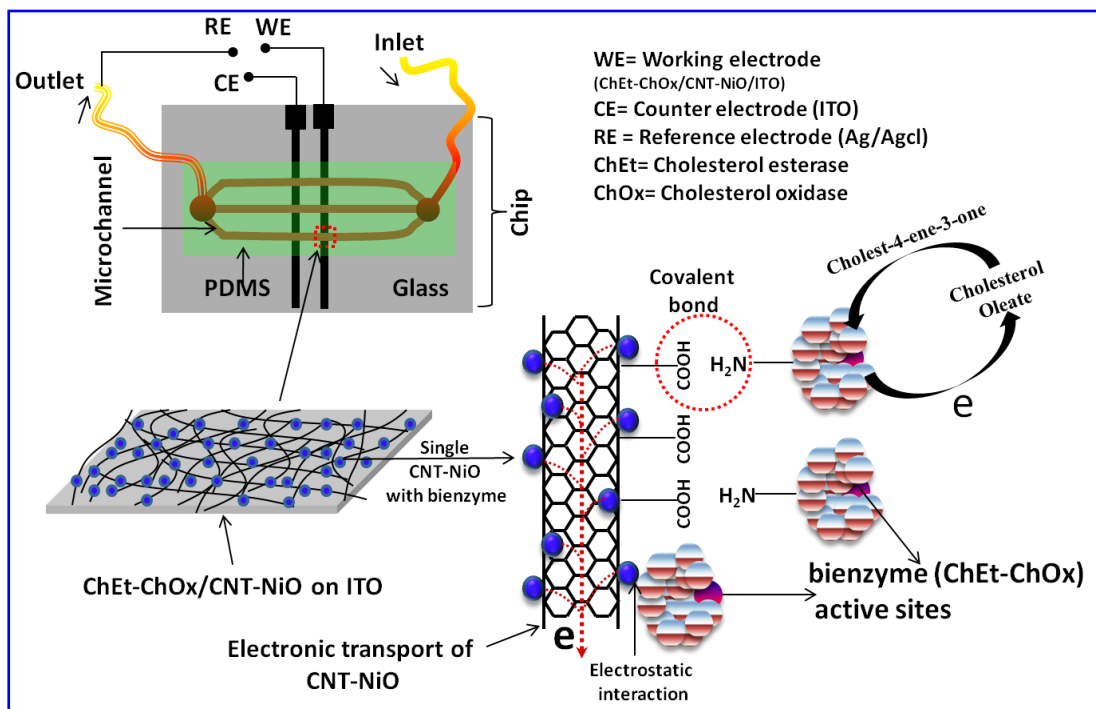 RE
WE
Inlet
Outlet
CE
WE= Working electrode
(ChEt-ChOx/CNT-NiO/ITO)
CE= Counter electrode (ITO)
RE = Reference electrode (Ag/Agcl)
ChEt= Cholesterol esterase
ChOx= Cholesterol oxidase
Microchannel
PDMS
Glass
Chip
Covalent
bond
Cholest-4-ene-3-one
Cholesterol
Oleate
COOH
H2N
e
COOH
Single
CNT-NiO
with bienzyme
COOH
H2N
ChEt-ChOx/CNT-NiO on ITO
bienzyme (ChEt-ChOx)
active sites
Electronic transport of
CNT-NiO
e
Electrostatic
interaction